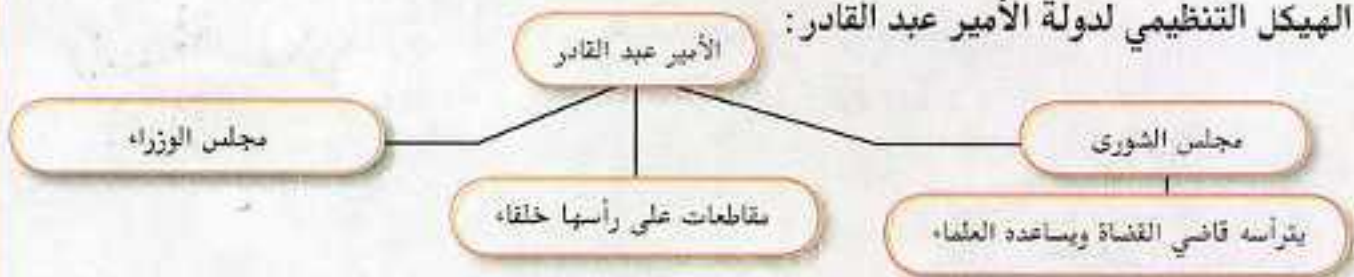 الهيكل التنظيمي لدولة الأمير عبد القادر :
الأمير عبد القادر
مجلس الشورى
مجلس الوزراء
مقاطعات على رأسها خلفاء
يترأسه قاضي القضاة ويساعده العلماء